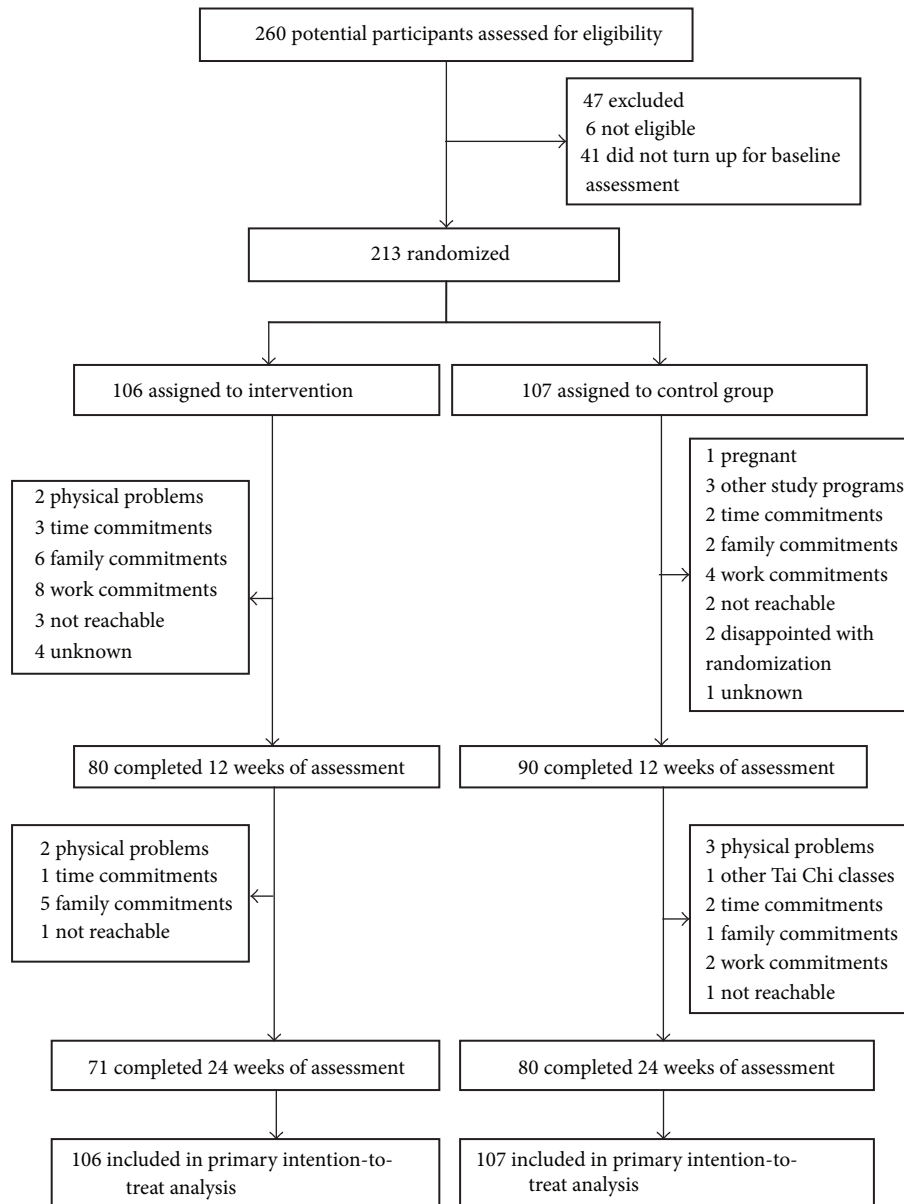 260 potential participants assessed for eligibility
47 excluded
6 not eligible
41 did not turn up for baseline
assessment
213 randomized
106 assigned to intervention
107 assigned to control group
2 physical problems
3 time commitments
6 family commitments
8 work commitments
3 not reachable
4 unknown
1 pregnant
3 other study programs
2 time commitments
2 family commitments
4 work commitments
2 not reachable
2 disappointed with
randomization
1 unknown
80 completed 12 weeks of assessment
90 completed 12 weeks of assessment
2 physical problems
1 time commitments
5 family commitments
1 not reachable
3 physical problems
1 other Tai Chi classes
2 time commitments
1 family commitments
2 work commitments
1 not reachable
71 completed 24 weeks of assessment
80 completed 24 weeks of assessment
106 included in primary intention-to-
treat analysis
107 included in primary intention-to-
treat analysis